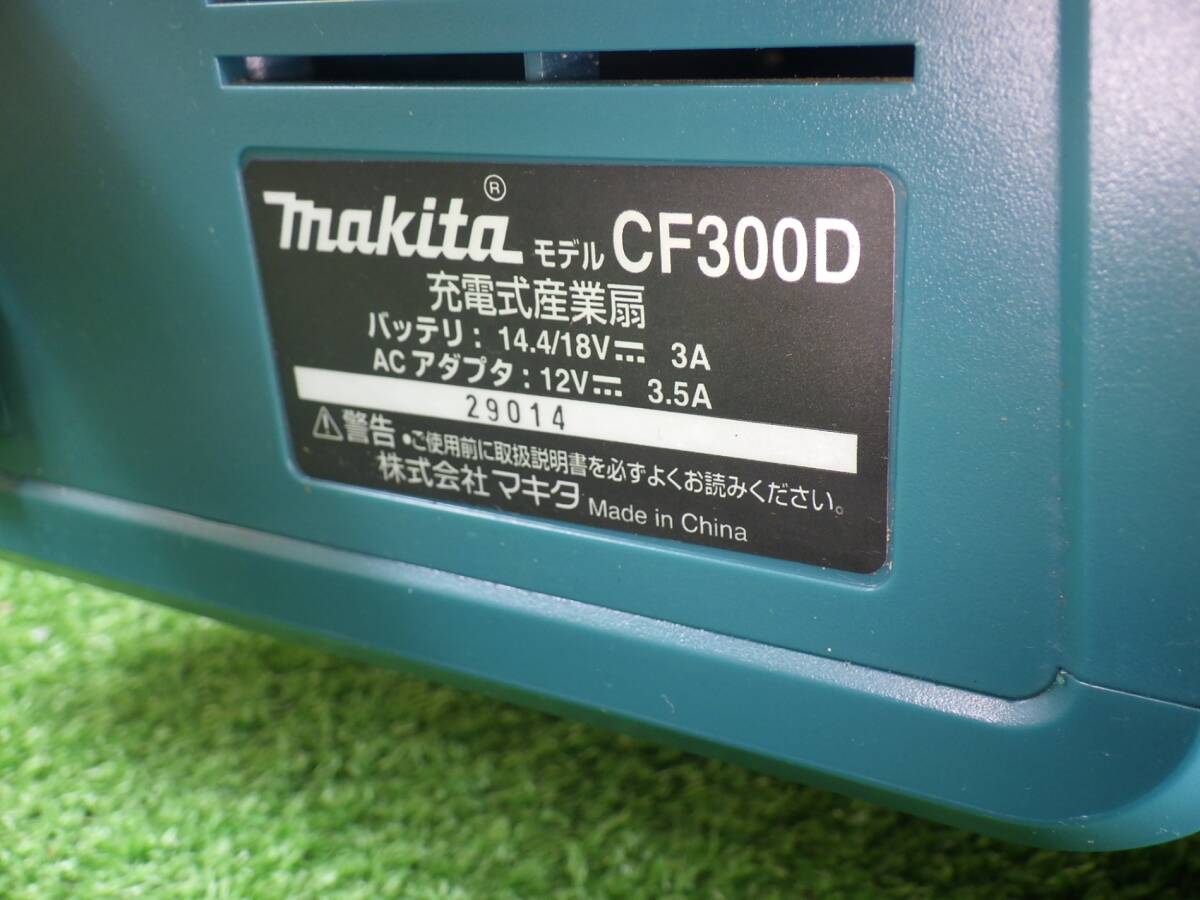 makita® モデル CF300D
充電式産業扇
バッテリ: 14.4/18V⎓ 3A
ACアダプタ: 12V⎓ 3.5A
29014
⚠警告 •ご使用前に取扱説明書を必ずよくお読みください。
株式会社 マキタ Made in China